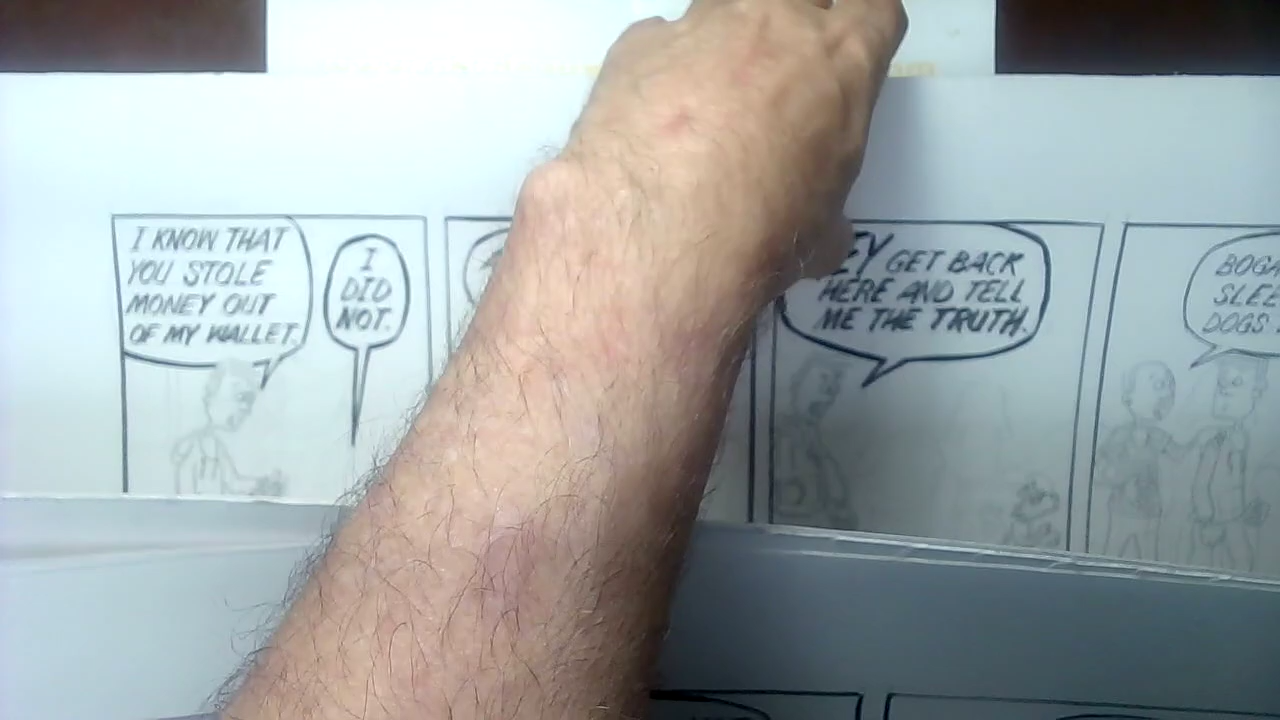 I KNOW THAT
YOU STOLE
MONEY OUT
OF MY WALLET.
I
DID
NOT.
GET BACK
HERE AND TELL
ME THE TRUTH.
DOGS